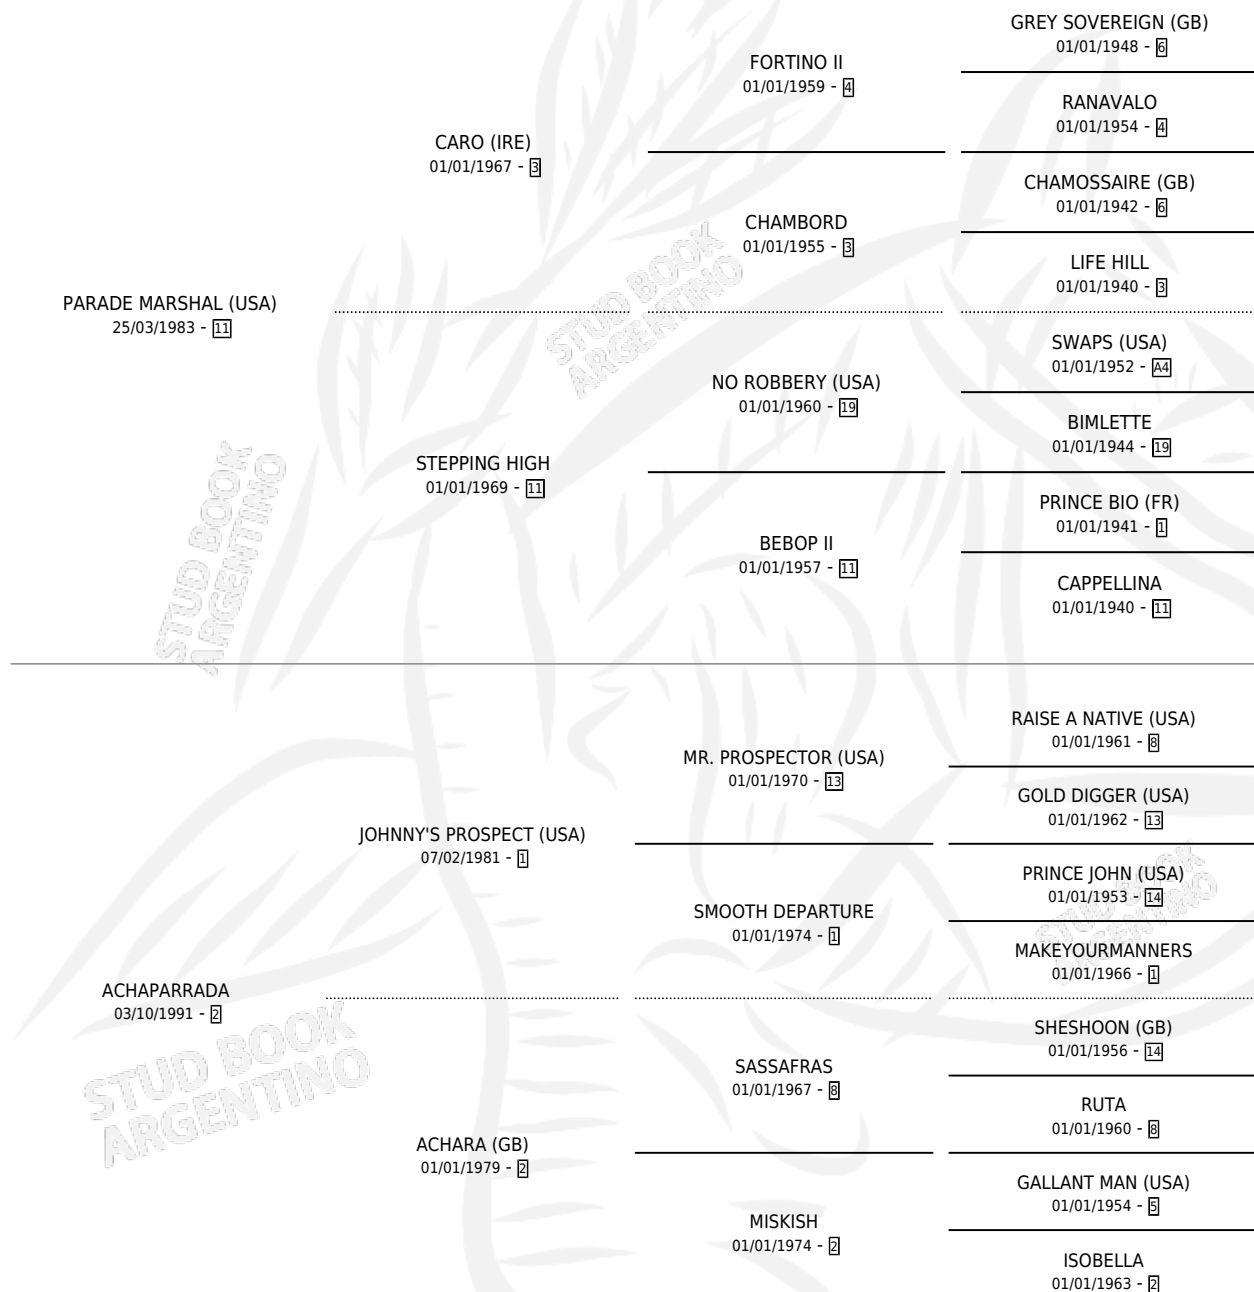 GREY SOVEREIGN (GB)
01/01/1948 - 6
FORTINO II
01/01/1959 - 4
RANAVALO
01/01/1954 - 4
CARO (IRE)
01/01/1967 - 3
CHAMOSSAIRE (GB)
01/01/1942 - 6
CHAMBORD
01/01/1955 - 3
LIFE HILL
01/01/1940 - 3
PARADE MARSHAL (USA)
25/03/1983 - 11
SWAPS (USA)
01/01/1952 - A4
NO ROBBERY (USA)
01/01/1960 - 19
BIMLETTE
01/01/1944 - 19
STEPPING HIGH
01/01/1969 - 11
PRINCE BIO (FR)
01/01/1941 - 1
BEBOP II
01/01/1957 - 11
CAPPELLINA
01/01/1940 - 11
RAISE A NATIVE (USA)
01/01/1961 - 8
MR. PROSPECTOR (USA)
01/01/1970 - 13
GOLD DIGGER (USA)
01/01/1962 - 13
JOHNNY'S PROSPECT (USA)
07/02/1981 - 1
PRINCE JOHN (USA)
01/01/1953 - 14
SMOOTH DEPARTURE
01/01/1974 - 1
MAKEYOURMANNERS
01/01/1966 - 1
ACHAPARRADA
03/10/1991 - 2
SHESHOON (GB)
01/01/1956 - 14
SASSAFRAS
01/01/1967 - 8
RUTA
01/01/1960 - 8
ACHARA (GB)
01/01/1979 - 2
GALLANT MAN (USA)
01/01/1954 - 5
MISKISH
01/01/1974 - 2
ISOBELLA
01/01/1963 - 2
STUD BOOK
ARGENTINO
STUD BOOK
ARGENTINO
STUD BOOK
ARGENTINO
STUD BOOK
ARGENTINO